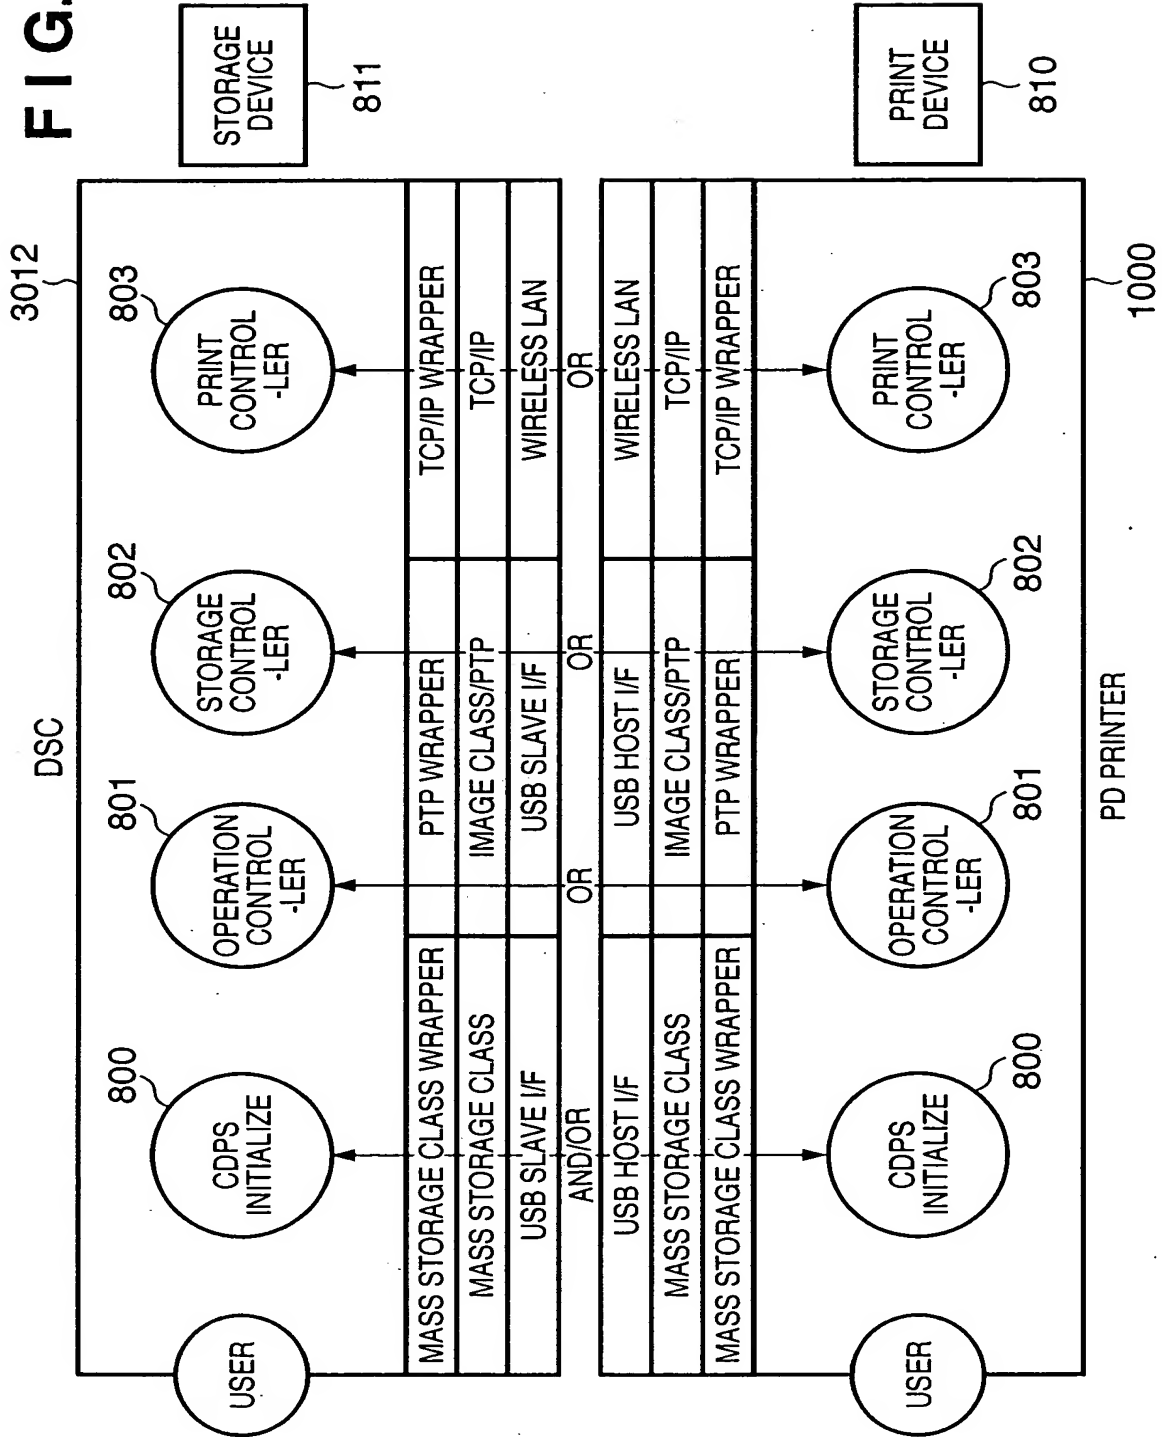 FIG.
DSC
3012
800
801
802
803
USER
CDPS
INITIALIZE
OPERATION
CONTROL
-LER
STORAGE
CONTROL
-LER
PRINT
CONTROL
-LER
STORAGE
DEVICE
811
MASS STORAGE CLASS WRAPPER
PTP WRAPPER
TCP/IP WRAPPER
MASS STORAGE CLASS
IMAGE CLASS/PTP
TCP/IP
USB SLAVE I/F
USB SLAVE I/F
WIRELESS LAN
AND/OR
OR
OR
OR
USB HOST I/F
USB HOST I/F
WIRELESS LAN
MASS STORAGE CLASS
IMAGE CLASS/PTP
TCP/IP
MASS STORAGE CLASS WRAPPER
PTP WRAPPER
TCP/IP WRAPPER
USER
CDPS
INITIALIZE
OPERATION
CONTROL
-LER
STORAGE
CONTROL
-LER
PRINT
CONTROL
-LER
PRINT
DEVICE
810
800
801
802
803
PD PRINTER
1000